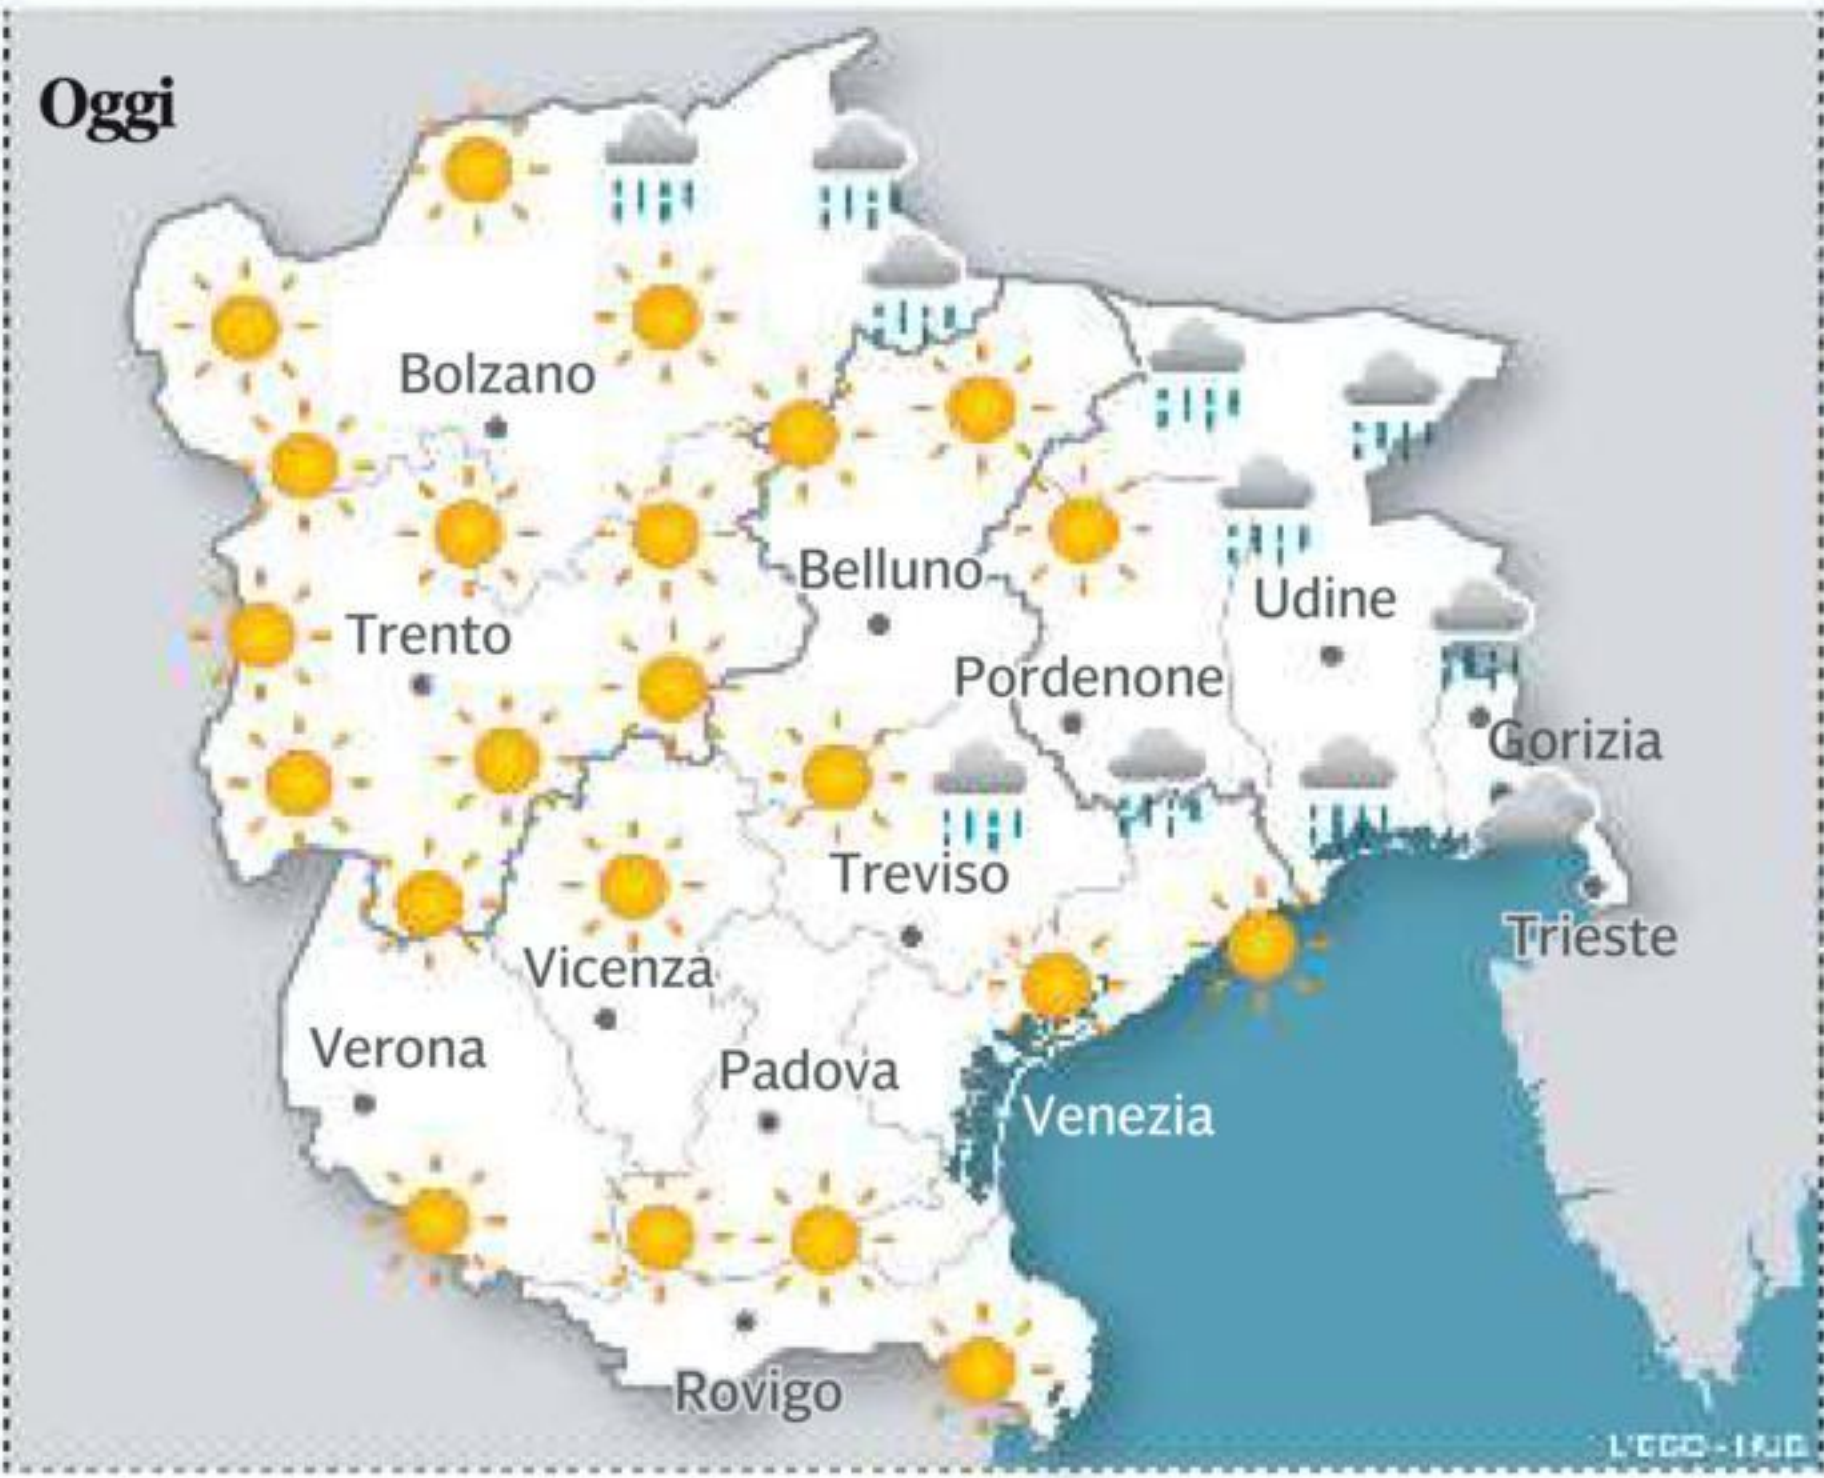 Oggi
Bolzano
Belluno
Udine
Trento
Pordenone
Gorizia
Treviso
Trieste
Vicenza
Verona
Padova
Venezia
Rovigo